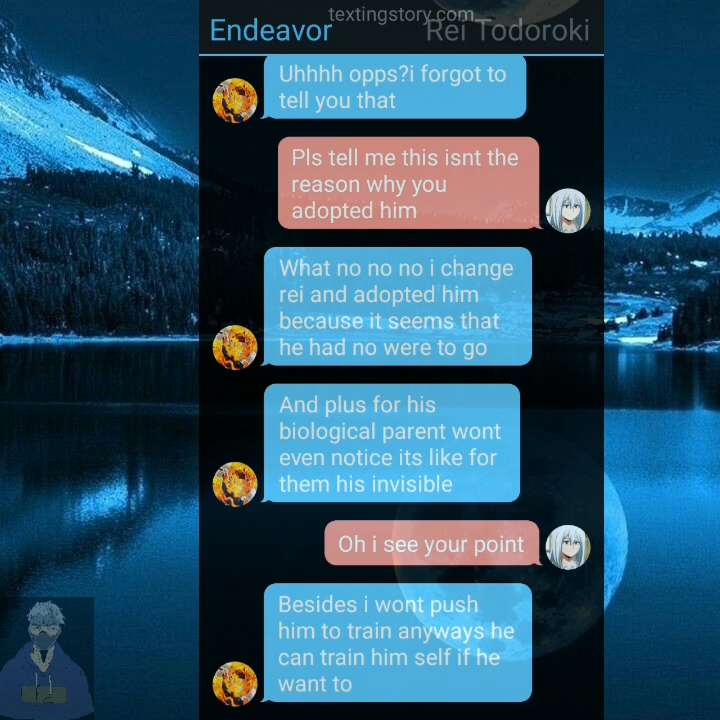 textingstory.com
Endeavor
Rei Todoroki
Uhhhh opps?i forgot to
tell you that
Pls tell me this isnt the
reason why you
adopted him
What no no no i change
rei and adopted him
because it seems that
he had no were to go
And plus for his
biological parent wont
even notice its like for
them his invisible
Oh i see your point
Besides i wont push
him to train anyways he
can train him self if he
want to